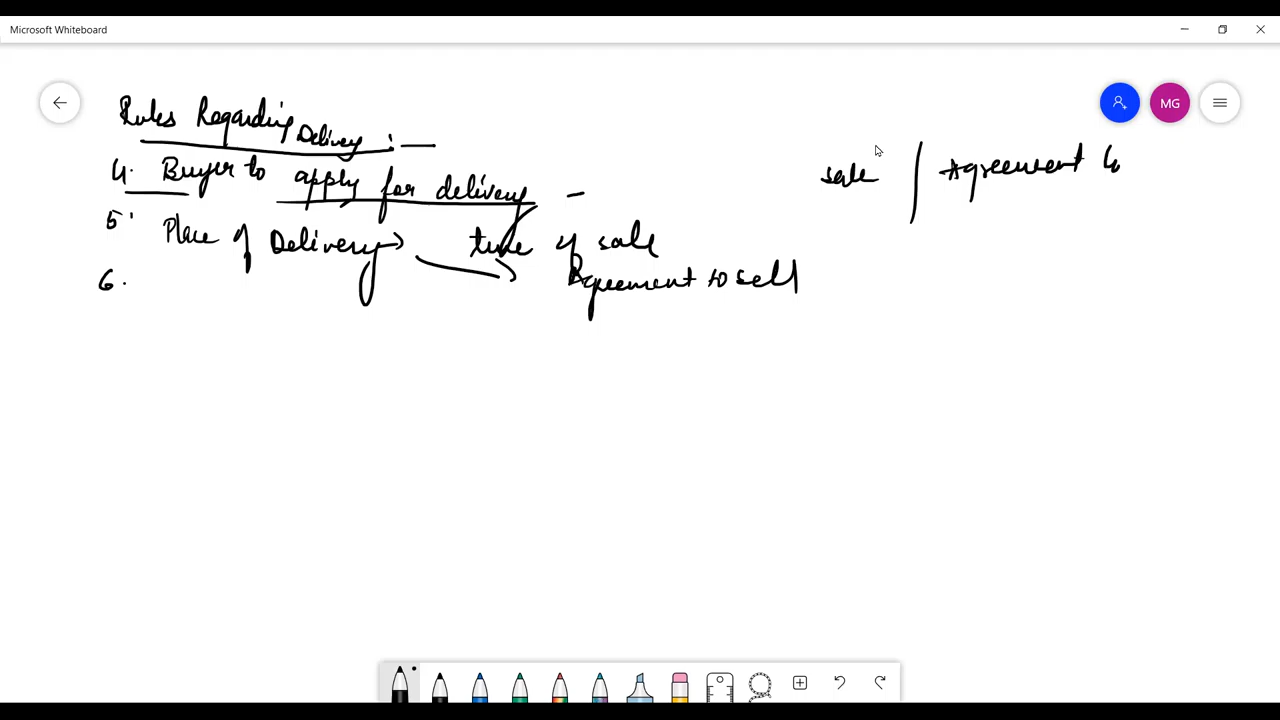 Microsoft Whiteboard
MG
Rules Regarding Delivery :—
4. Buyer to apply for delivery –
5. Place of Delivery → time of sale
Agreement to sell
6.
sale | Agreement to